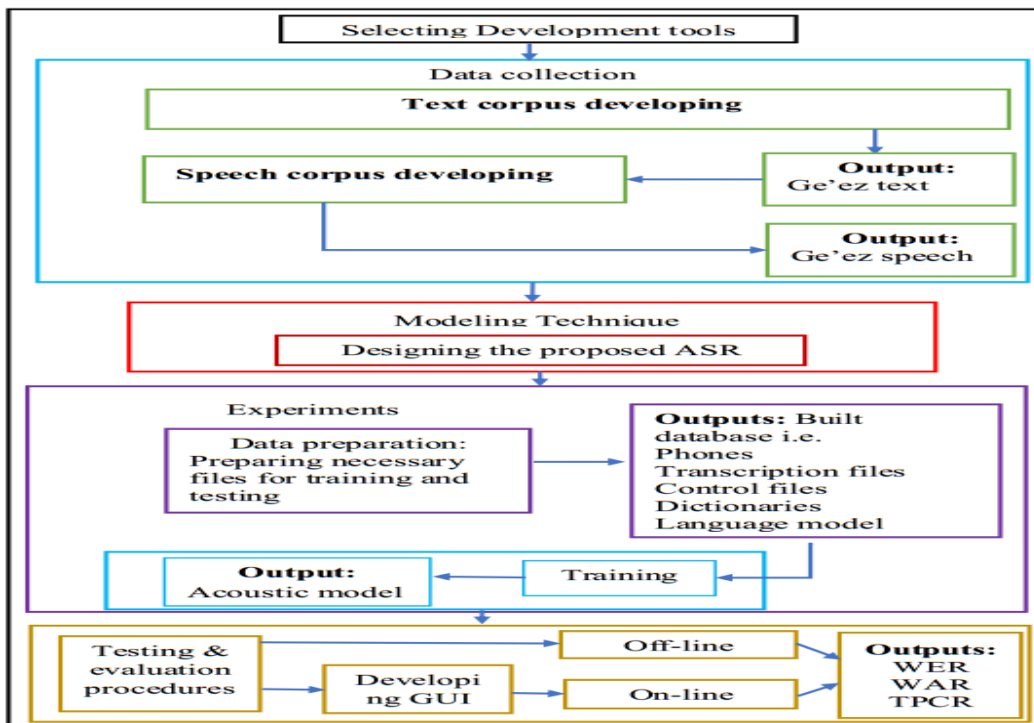 Selecting Development tools
Data collection
Text corpus developing
Output:
Ge’ez text
Speech corpus developing
Output:
Ge’ez speech
Modeling Technique
Designing the proposed ASR
Experiments
Data preparation:
Preparing necessary
files for training and
testing
Outputs: Built
database i.e.
Phones
Transcription files
Control files
Dictionaries
Language model
Training
Output:
Acoustic model
Testing &
evaluation
procedures
Off-line
Developi
ng GUI
On-line
Outputs:
WER
WAR
TPCR